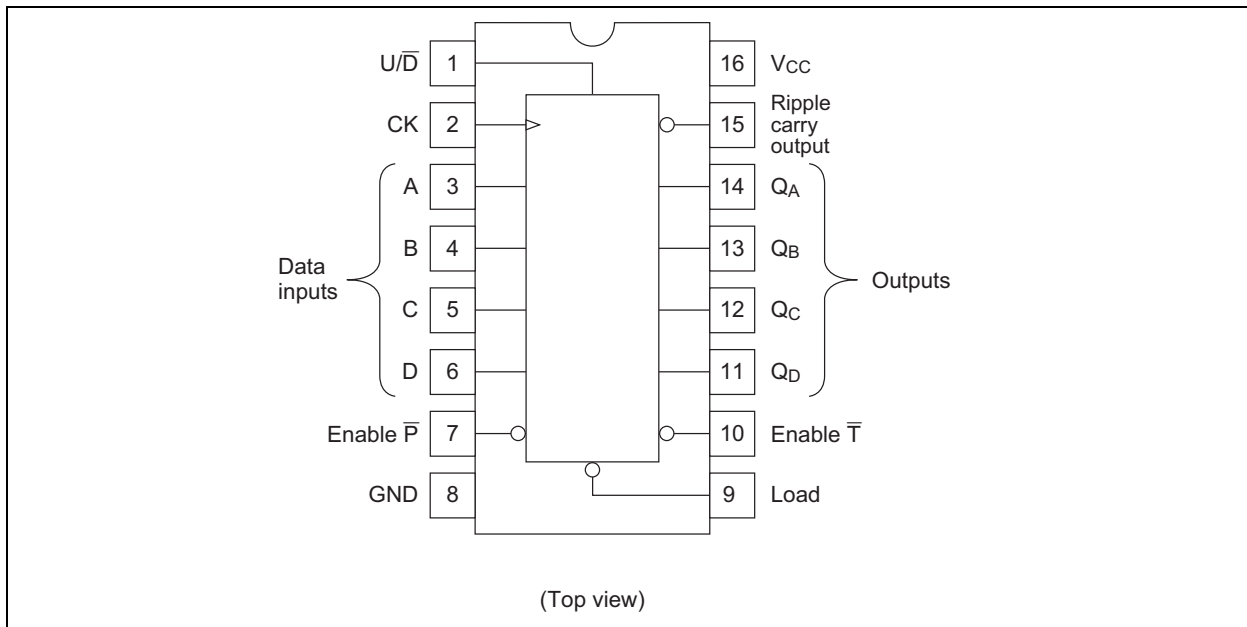 U/D̅ 1
16 VCC
CK 2
15 Ripple
carry
output
A 3
14 QA
B 4
13 QB
Data
inputs
Outputs
C 5
12 QC
D 6
11 QD
Enable P̅ 7
10 Enable T̅
GND 8
9 Load
(Top view)